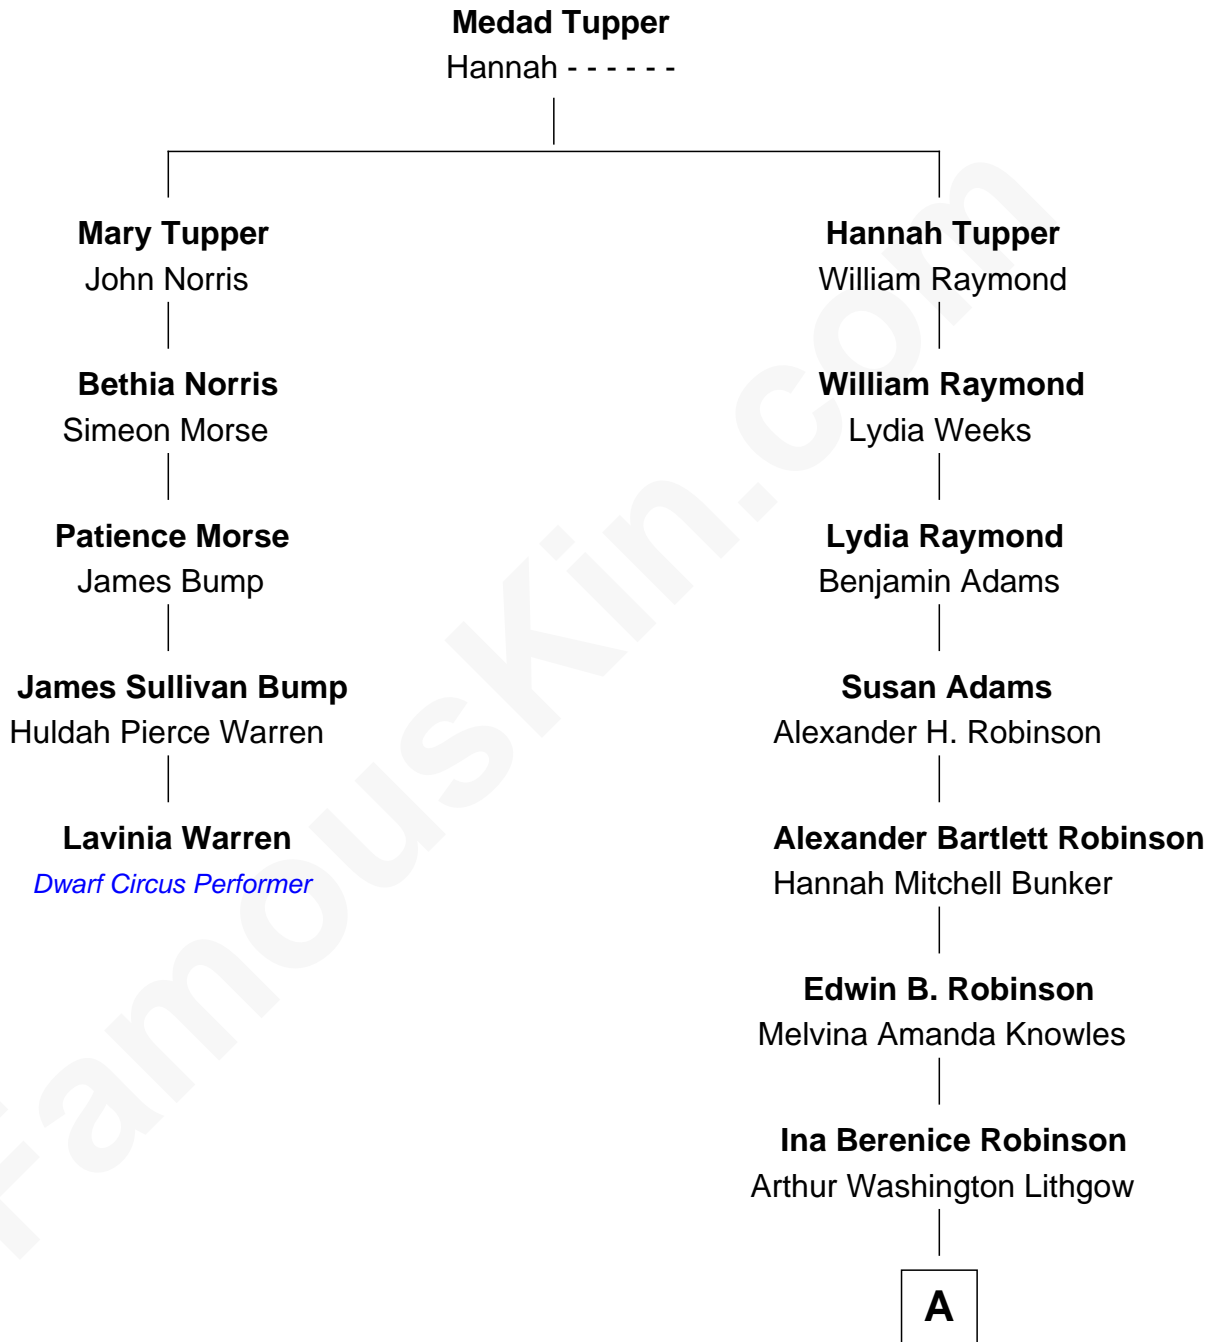 Medad Tupper
Hannah - - - - - -
Mary Tupper
John Norris
Bethia Norris
Simeon Morse
Patience Morse
James Bump
James Sullivan Bump
Huldah Pierce Warren
Lavinia Warren
Dwarf Circus Performer
Hannah Tupper
William Raymond
William Raymond
Lydia Weeks
Lydia Raymond
Benjamin Adams
Susan Adams
Alexander H. Robinson
Alexander Bartlett Robinson
Hannah Mitchell Bunker
Edwin B. Robinson
Melvina Amanda Knowles
Ina Berenice Robinson
Arthur Washington Lithgow
A
FamousKin.com